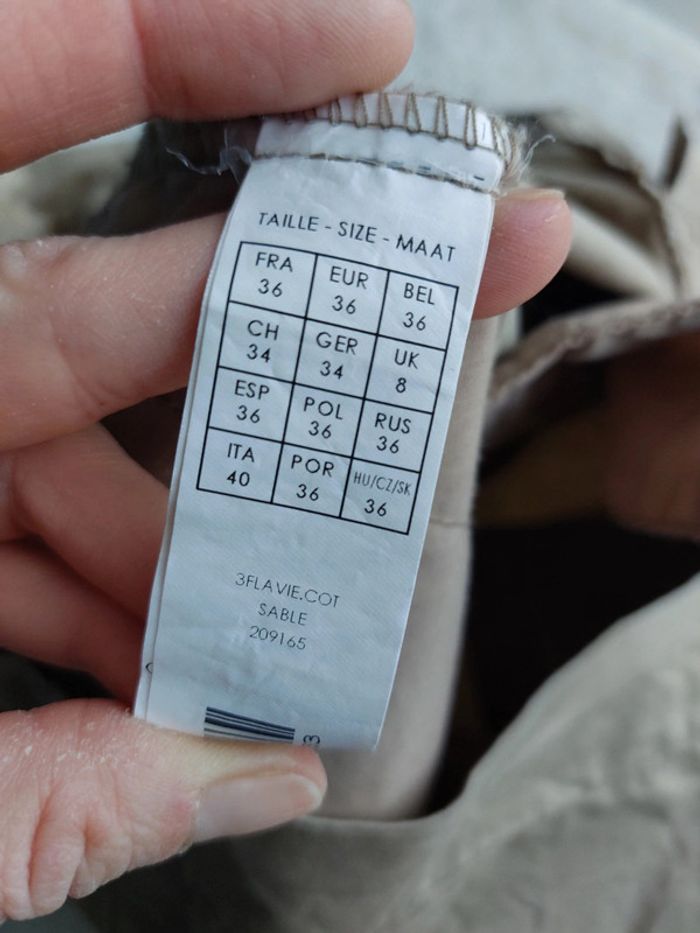 TAILLE - SIZE - MAAT
FRA EUR BEL
36 36 36
CH GER UK
34 34 8
ESP POL RUS
36 36 36
ITA POR HU/CZ/SK
40 36 36
3FLAVIE.COT
SABLE
209165
3